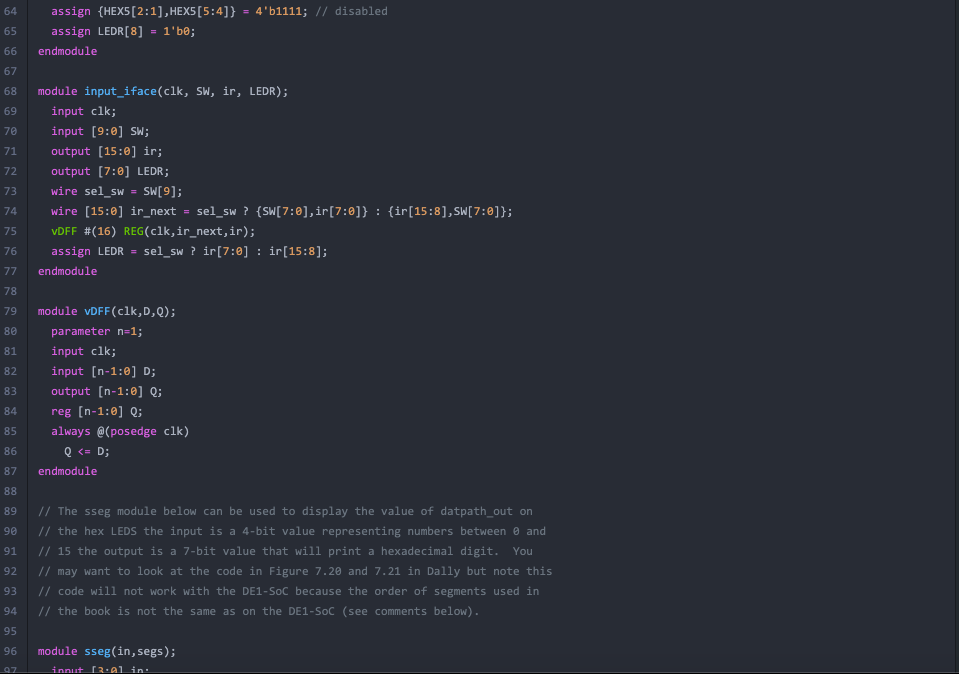 64   assign {HEX5[2:1],HEX5[5:4]} = 4'b1111; // disabled
65   assign LEDR[8] = 1'b0;
66 endmodule
67
68 module input_iface(clk, SW, ir, LEDR);
69   input clk;
70   input [9:0] SW;
71   output [15:0] ir;
72   output [7:0] LEDR;
73   wire sel_sw = SW[9];
74   wire [15:0] ir_next = sel_sw ? {SW[7:0],ir[7:0]} : {ir[15:8],SW[7:0]};
75   vDFF #(16) REG(clk,ir_next,ir);
76   assign LEDR = sel_sw ? ir[7:0] : ir[15:8];
77 endmodule
78
79 module vDFF(clk,D,Q);
80   parameter n=1;
81   input clk;
82   input [n-1:0] D;
83   output [n-1:0] Q;
84   reg [n-1:0] Q;
85   always @(posedge clk)
86     Q <= D;
87 endmodule
88
89 // The sseg module below can be used to display the value of datpath_out on
90 // the hex LEDS the input is a 4-bit value representing numbers between 0 and
91 // 15 the output is a 7-bit value that will print a hexadecimal digit.  You
92 // may want to look at the code in Figure 7.20 and 7.21 in Dally but note this
93 // code will not work with the DE1-SoC because the order of segments used in
94 // the book is not the same as on the DE1-SoC (see comments below).
95
96 module sseg(in,segs);
97   input [3:0] in;